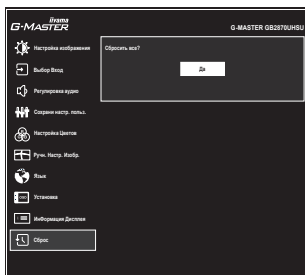 iiyama
G-MASTER
G-MASTER GB2870UHSU
Настройка изображения
Сбросить все?
Да
Выбор Вход
Регулировка аудио
Сохрани настр. польз.
Настройка Цветов
Ручн. Настр. Изобр.
Язык
OSD
Установка
Информация Дисплея
Сброс